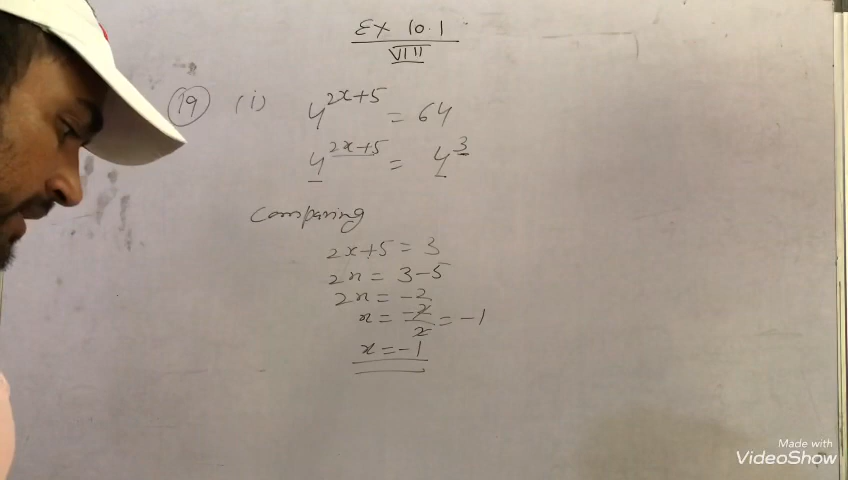 EX 10.1
VIII
19 (i) 4^{2x+5} = 64
4^{2x+5} = 4^3
Comparing
2x+5 = 3
2x = 3-5
2x = -2
x = -2/2 = -1
x = -1
Made with
VideoShow